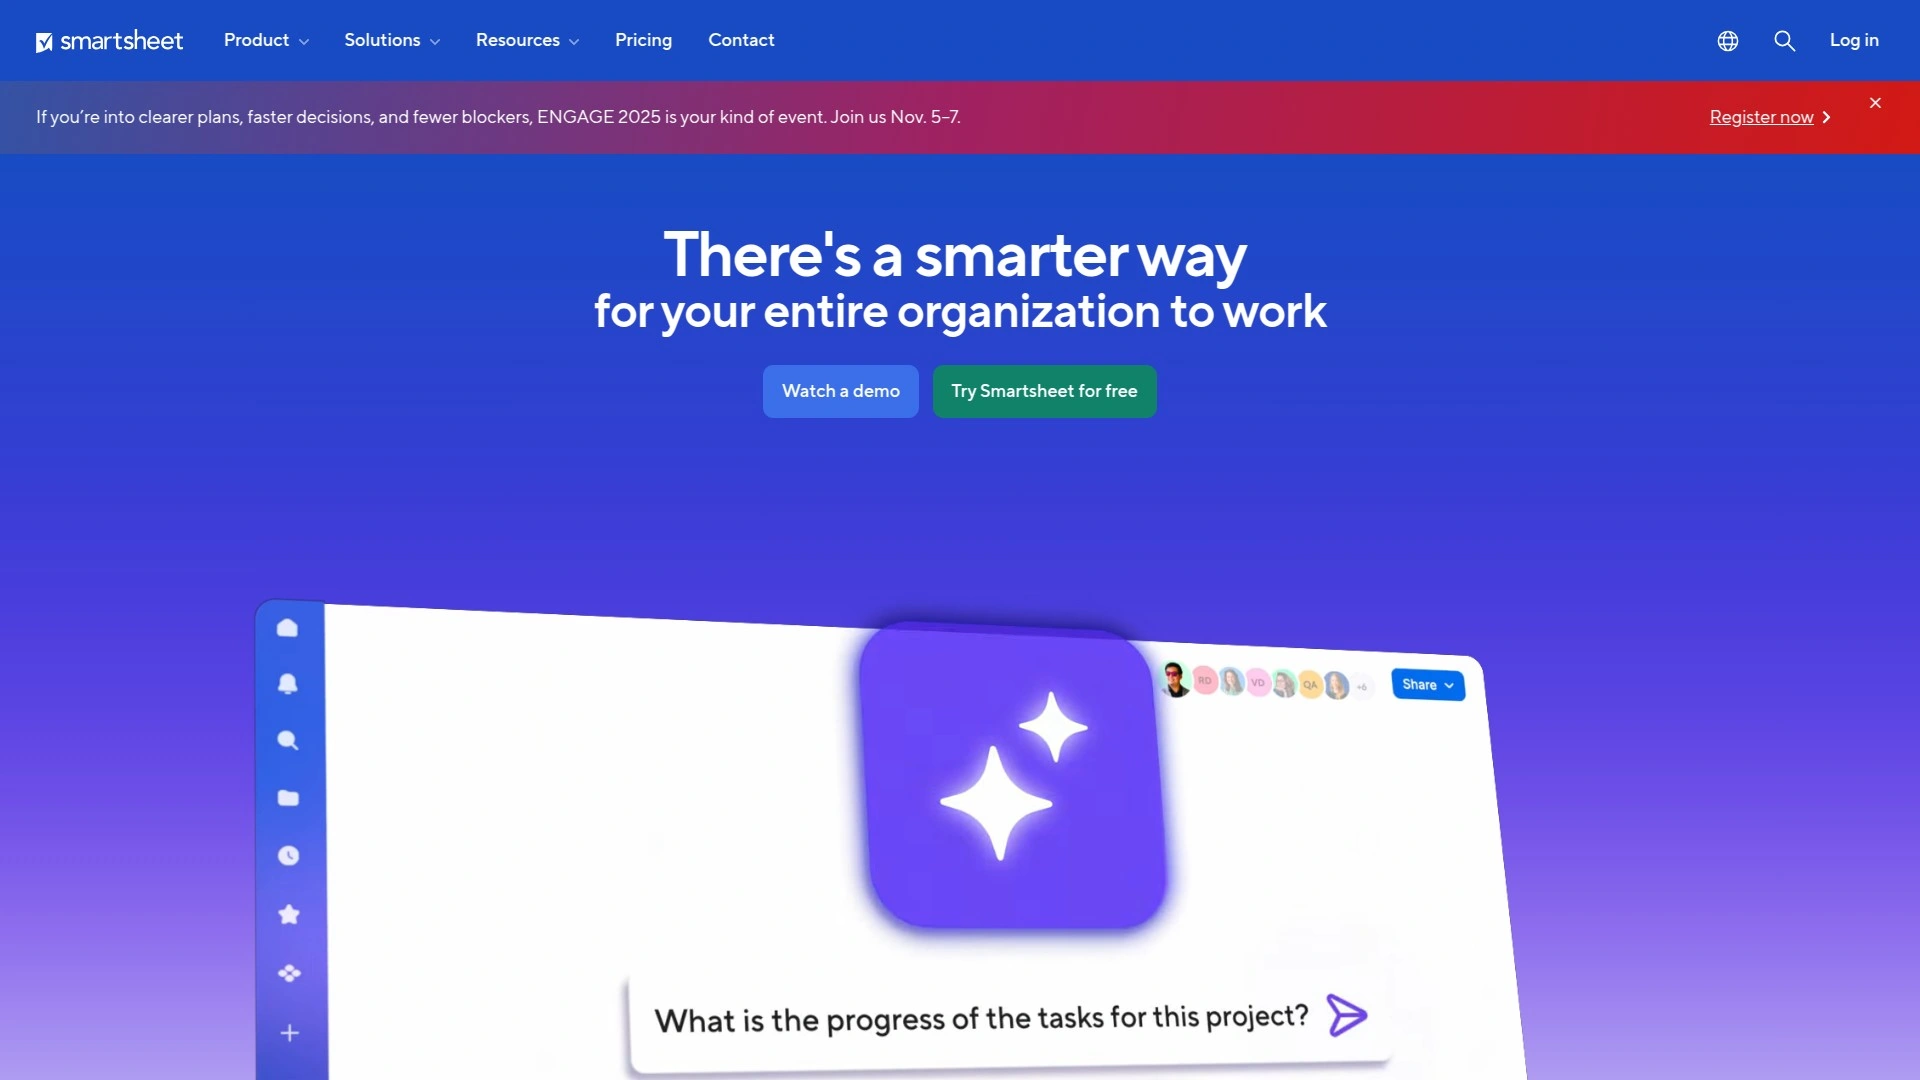 smartsheet
Product
Solutions
Resources
Pricing
Contact
Log in
If you’re into clearer plans, faster decisions, and fewer blockers, ENGAGE 2025 is your kind of event. Join us Nov. 5–7.
Register now
There's a smarter way
for your entire organization to work
Watch a demo
Try Smartsheet for free
RD
VD
QA
+6
Share
What is the progress of the tasks for this project?